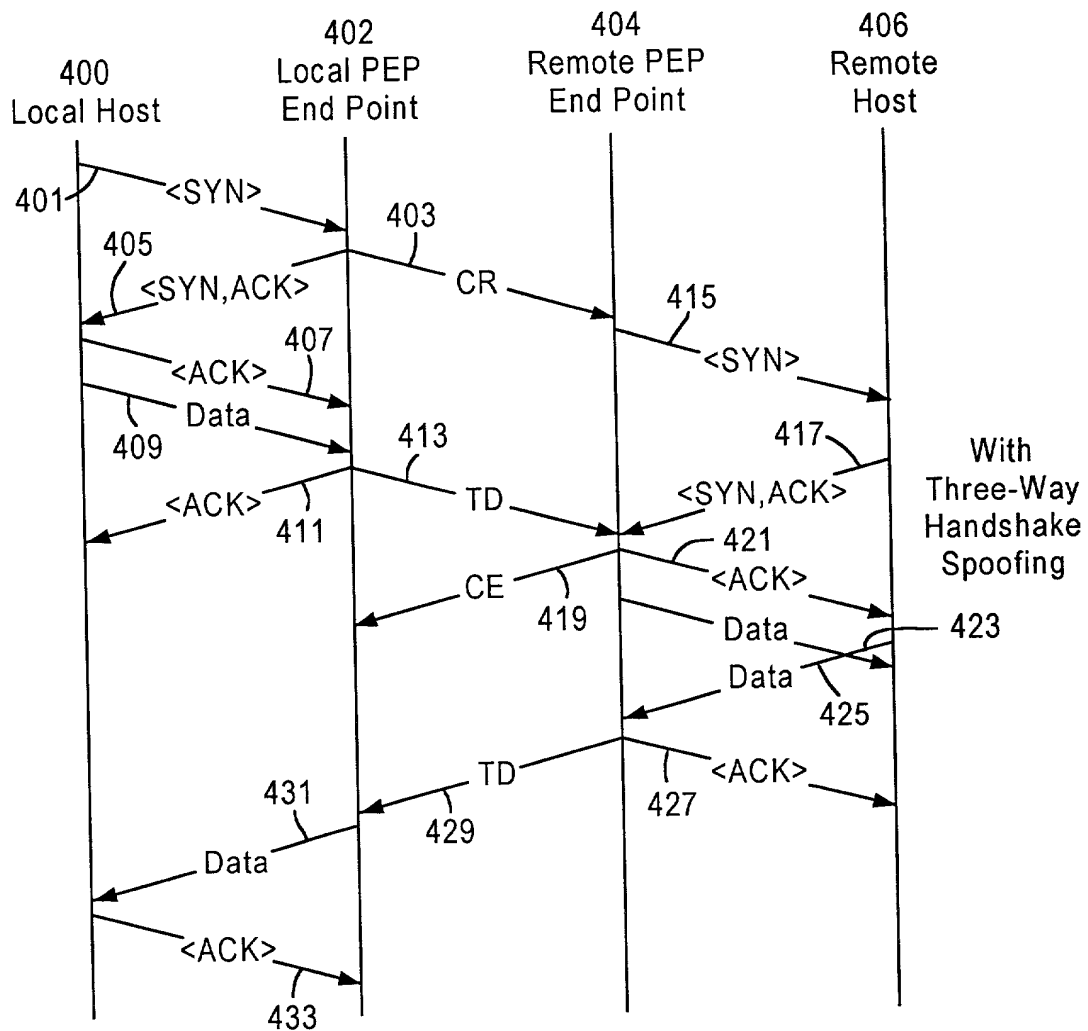 400
Local Host
402
Local PEP
End Point
404
Remote PEP
End Point
406
Remote
Host
401
<SYN>
403
405
<SYN,ACK>
CR
415
<SYN>
407
<ACK>
409
Data
413
417
<ACK>
411
TD
<SYN,ACK>
With
Three-Way
Handshake
Spoofing
421
CE
419
<ACK>
Data
423
Data
425
TD
429
427
<ACK>
431
Data
<ACK>
433